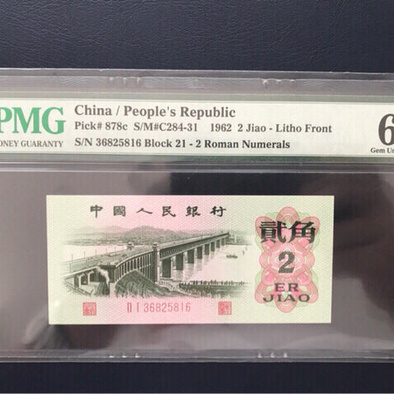 PMG
China / People's Republic
Pick# 878c S/M#C284-31 1962 2 Jiao - Litho Front
S/N 36825816 Block 21 - 2 Roman Numerals
6
Gem Un
MONEY GUARANTY
中國人民銀行
貳角
2
ER
JIAO
II I 36825816